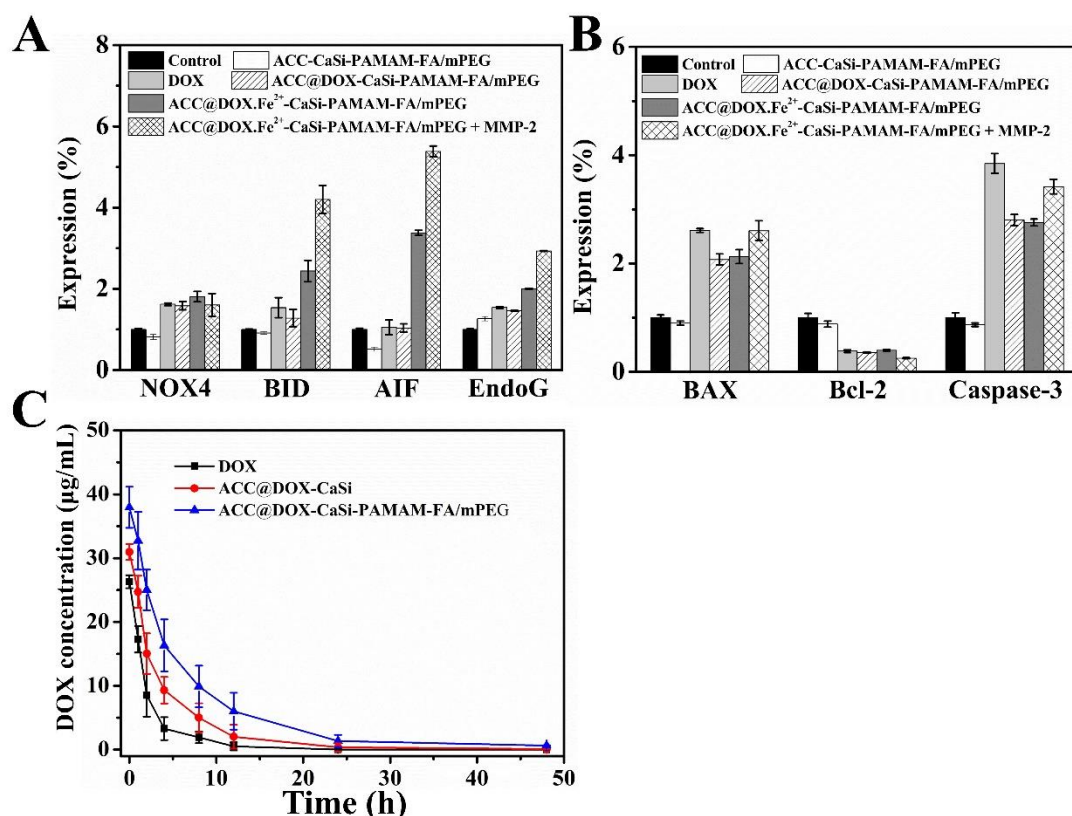 A
8
6
4
2
0
Expression (%)
Control
ACC-CaSi-PAMAM-FA/mPEG
DOX
ACC@DOX-CaSi-PAMAM-FA/mPEG
ACC@DOX.Fe²⁺-CaSi-PAMAM-FA/mPEG
ACC@DOX.Fe²⁺-CaSi-PAMAM-FA/mPEG + MMP-2
NOX4 BID AIF EndoG
B
6
4
2
0
Expression (%)
Control
ACC-CaSi-PAMAM-FA/mPEG
DOX
ACC@DOX-CaSi-PAMAM-FA/mPEG
ACC@DOX.Fe²⁺-CaSi-PAMAM-FA/mPEG
ACC@DOX.Fe²⁺-CaSi-PAMAM-FA/mPEG + MMP-2
BAX Bcl-2 Caspase-3
C
50
40
30
20
10
0
DOX concentration (μg/mL)
DOX
ACC@DOX-CaSi
ACC@DOX-CaSi-PAMAM-FA/mPEG
0 10 20 30 40 50
Time (h)